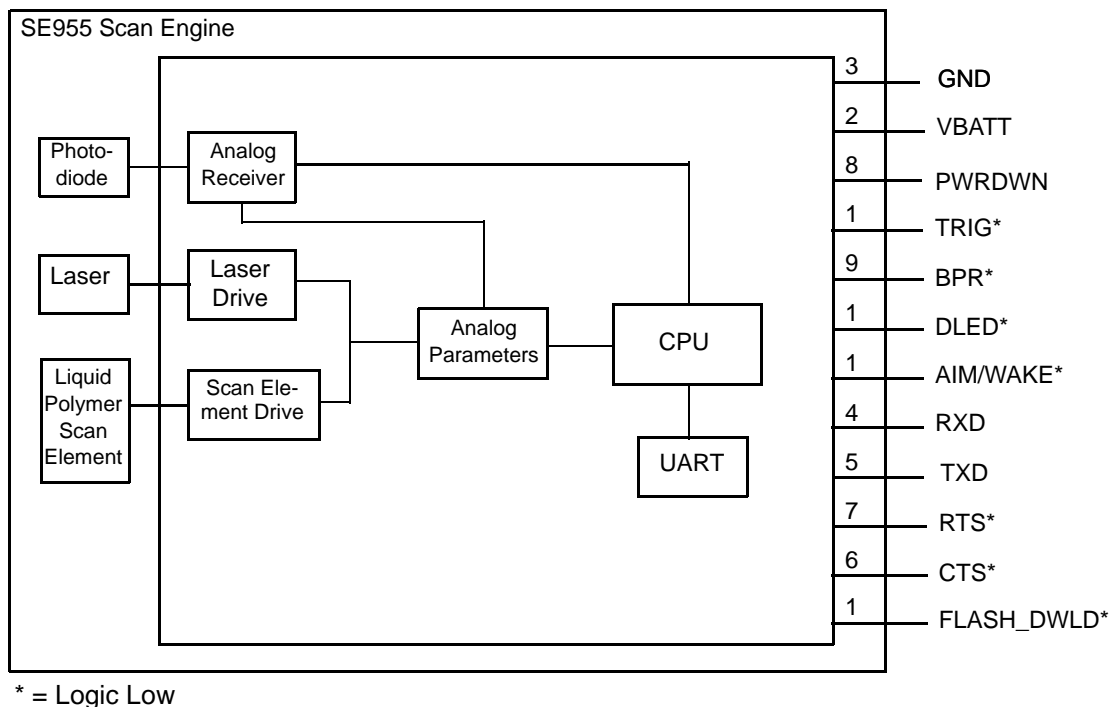 SE955 Scan Engine
3
GND
2
VBATT
Photo-
diode
Analog
Receiver
8
PWRDWN
1
TRIG*
Laser
Laser
Drive
9
BPR*
Analog
Parameters
CPU
1
DLED*
Liquid
Polymer
Scan
Element
Scan Ele-
ment Drive
1
AIM/WAKE*
4
RXD
UART
5
TXD
7
RTS*
6
CTS*
1
FLASH_DWLD*
* = Logic Low